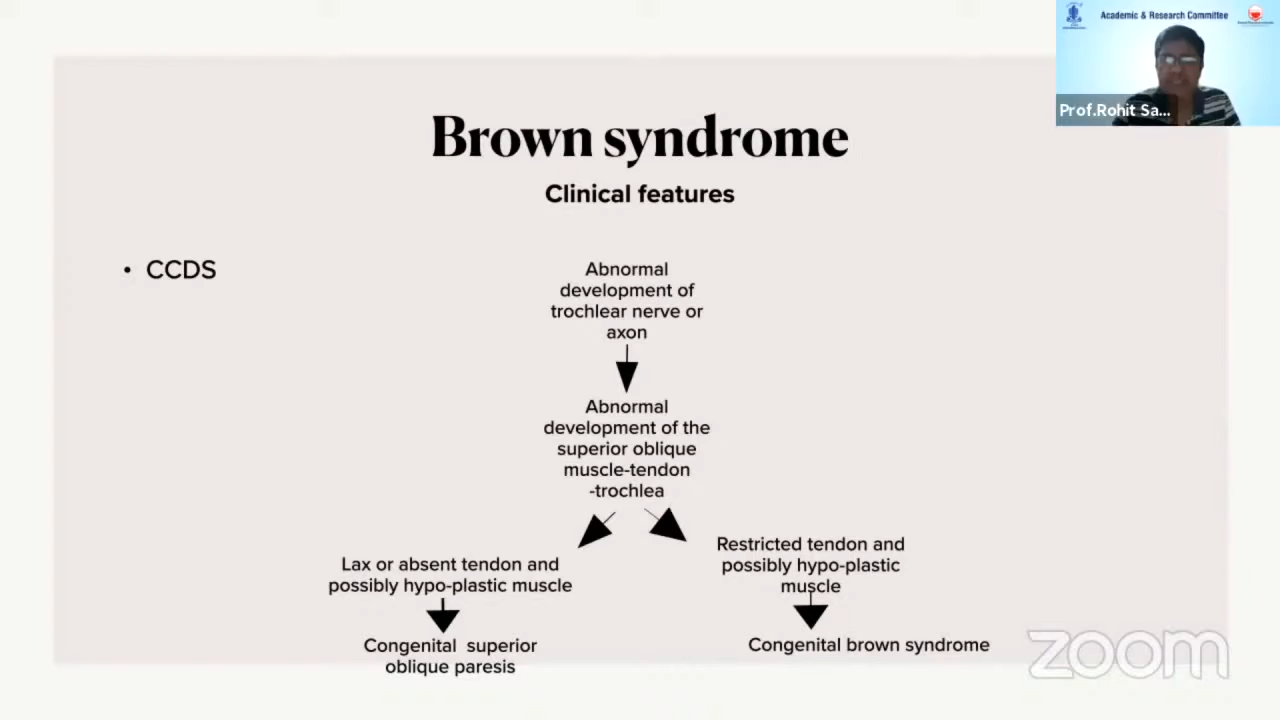 Academic & Research Committee
Prof.Rohit Sa...
Brown syndrome
Clinical features
• CCDS
Abnormal
development of
trochlear nerve or
axon
Abnormal
development of the
superior oblique
muscle-tendon
-trochlea
Lax or absent tendon and
possibly hypo-plastic muscle
Congenital superior
oblique paresis
Restricted tendon and
possibly hypo-plastic
muscle
Congenital brown syndrome
zoom